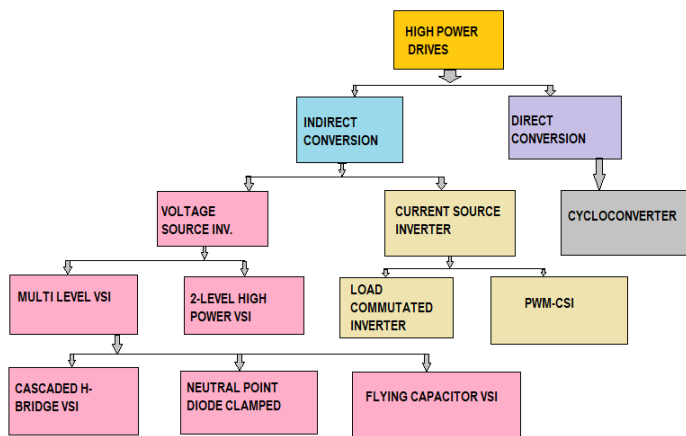 HIGH POWER
DRIVES
INDIRECT
CONVERSION
DIRECT
CONVERSION
VOLTAGE
SOURCE INV.
CURRENT SOURCE
INVERTER
CYCLOCONVERTER
MULTI LEVEL VSI
2-LEVEL HIGH
POWER VSI
LOAD
COMMUTATED
INVERTER
PWM-CSI
CASCADED H-
BRIDGE VSI
NEUTRAL POINT
DIODE CLAMPED
FLYING CAPACITOR VSI